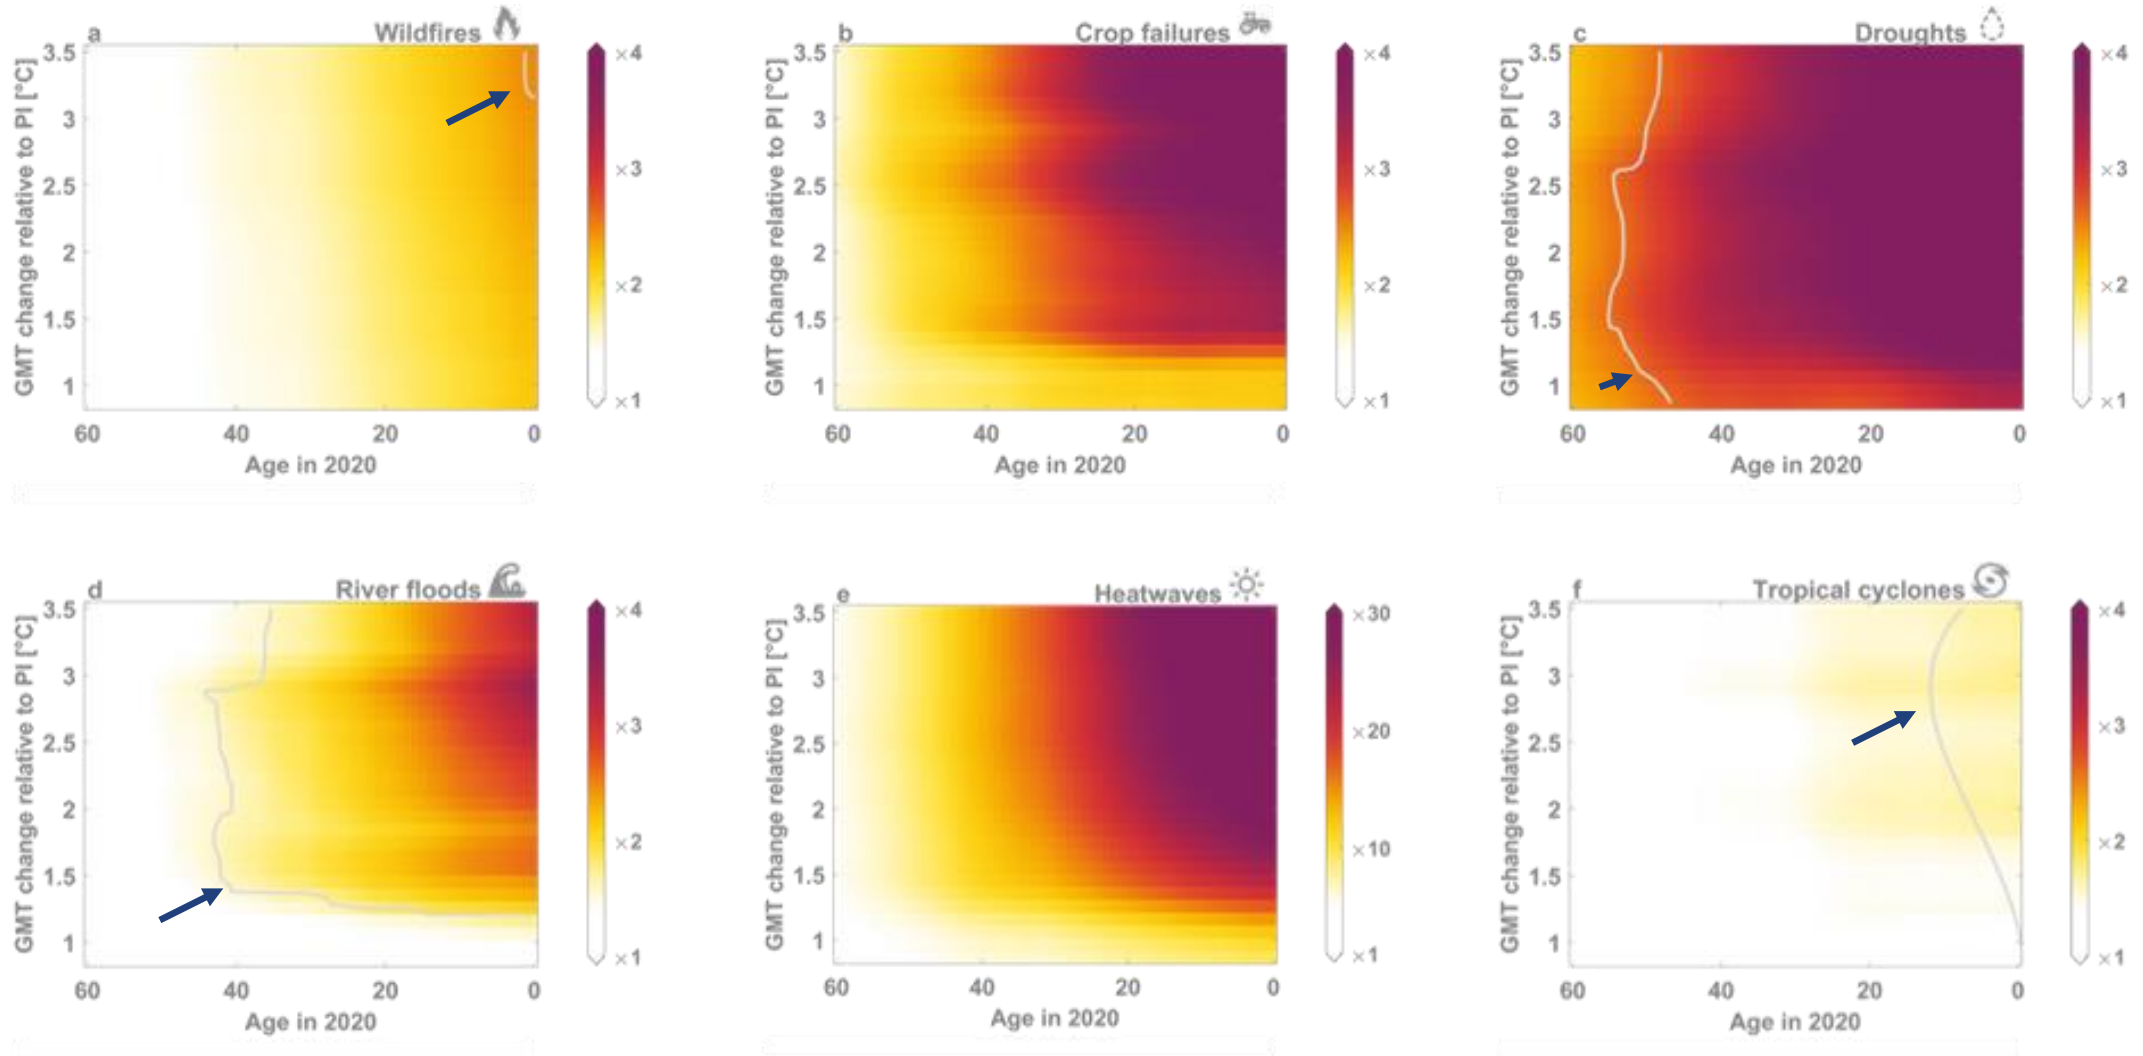 a Wildfires
3.5
3
2.5
2
1.5
1
GMT change relative to PI [°C]
60 40 20 0
Age in 2020
×4
×3
×2
×1
b Crop failures
3.5
3
2.5
2
1.5
1
GMT change relative to PI [°C]
60 40 20 0
Age in 2020
×4
×3
×2
×1
c Droughts
3.5
3
2.5
2
1.5
1
GMT change relative to PI [°C]
60 40 20 0
Age in 2020
×4
×3
×2
×1
d River floods
3.5
3
2.5
2
1.5
1
GMT change relative to PI [°C]
60 40 20 0
Age in 2020
×4
×3
×2
×1
e Heatwaves
3.5
3
2.5
2
1.5
1
GMT change relative to PI [°C]
60 40 20 0
Age in 2020
×30
×20
×10
×1
f Tropical cyclones
3.5
3
2.5
2
1.5
1
GMT change relative to PI [°C]
60 40 20 0
Age in 2020
×4
×3
×2
×1